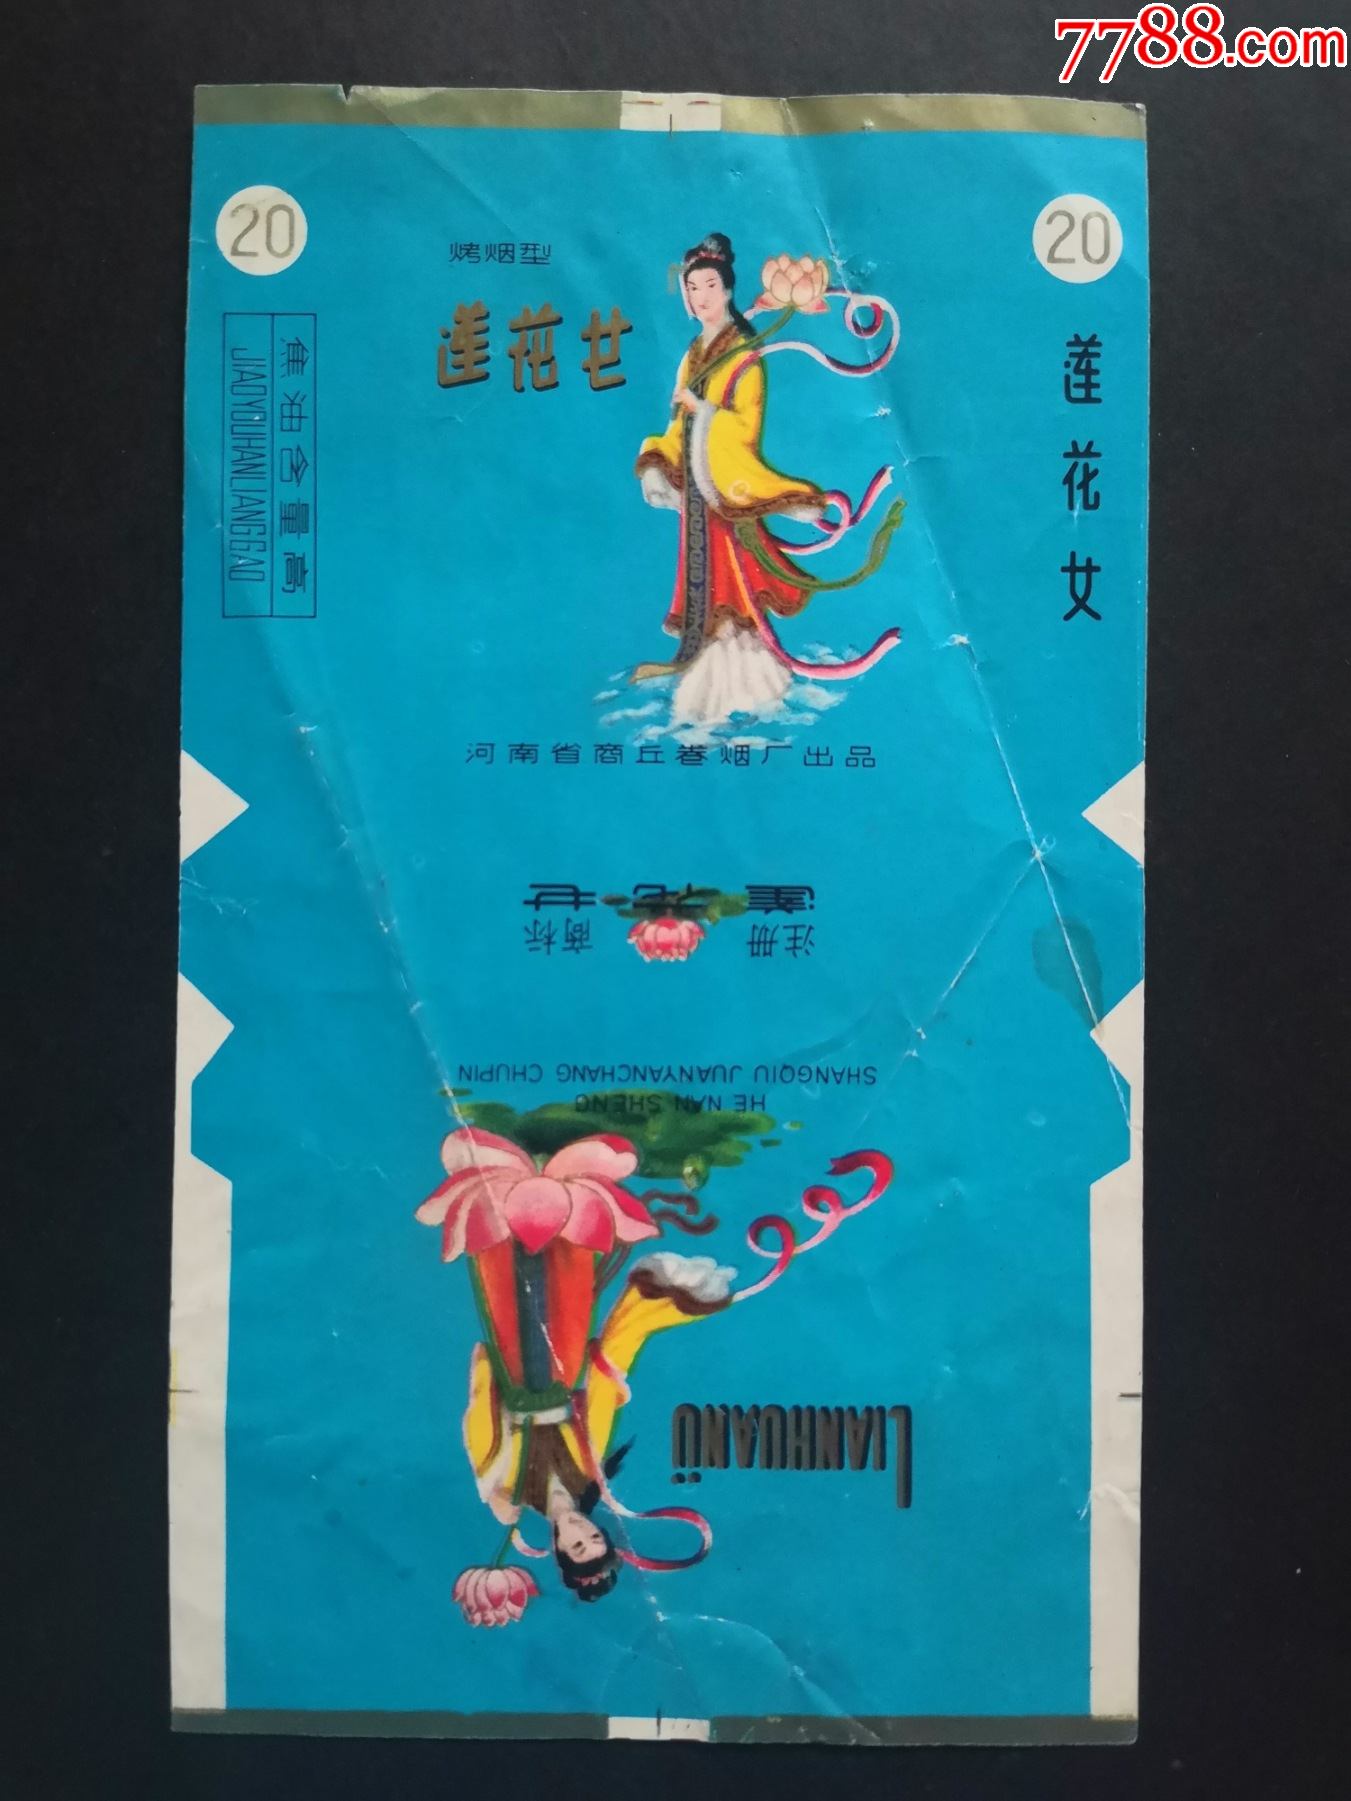 7788.com
20
20
烤烟型
莲花女
莲花女
焦油含量高
JIAOYOUHANLIANGGAO
河南省商丘卷烟厂出品
莲花女
注册 商标
HE NAN SHENG
SHANGQIU JUANYANCHANG CHUPIN
LIANHUANÜ